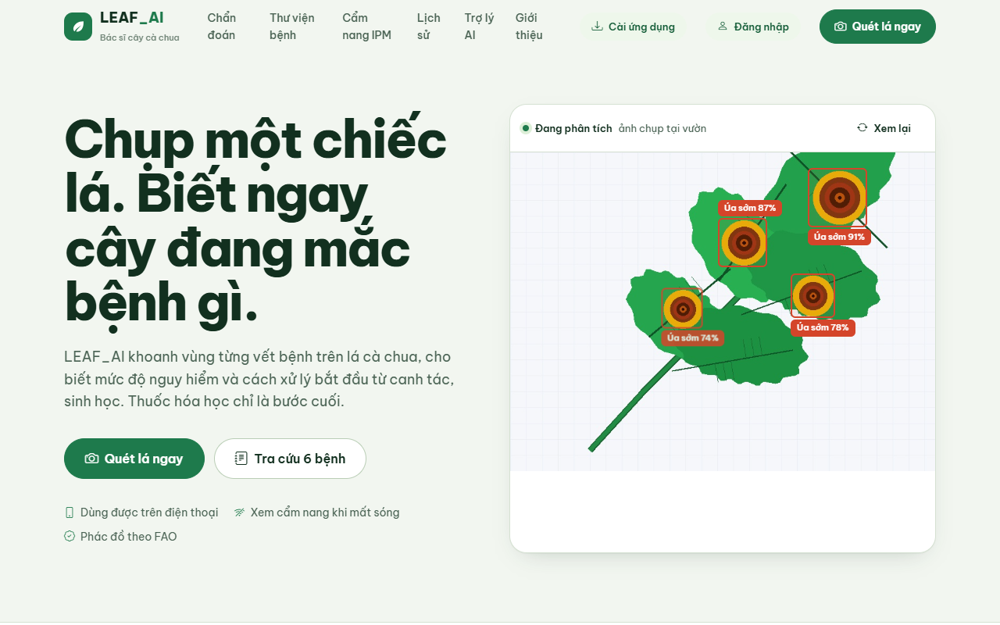 LEAF_AI
Bác sĩ cây cà chua
Chẩn đoán
Thư viện bệnh
Cẩm nang IPM
Lịch sử
Trợ lý AI
Giới thiệu
Cài ứng dụng
Đăng nhập
Quét lá ngay
Chụp một chiếc
lá. Biết ngay
cây đang mắc
bệnh gì.
LEAF_AI khoanh vùng từng vết bệnh trên lá cà chua, cho
biết mức độ nguy hiểm và cách xử lý bắt đầu từ canh tác,
sinh học. Thuốc hóa học chỉ là bước cuối.
Quét lá ngay
Tra cứu 6 bệnh
Dùng được trên điện thoại
Xem cẩm nang khi mất sóng
Phác đồ theo FAO
Đang phân tích ảnh chụp tại vườn
Xem lại
Úa sớm 87%
Úa sớm 91%
Úa sớm 78%
Úa sớm 74%